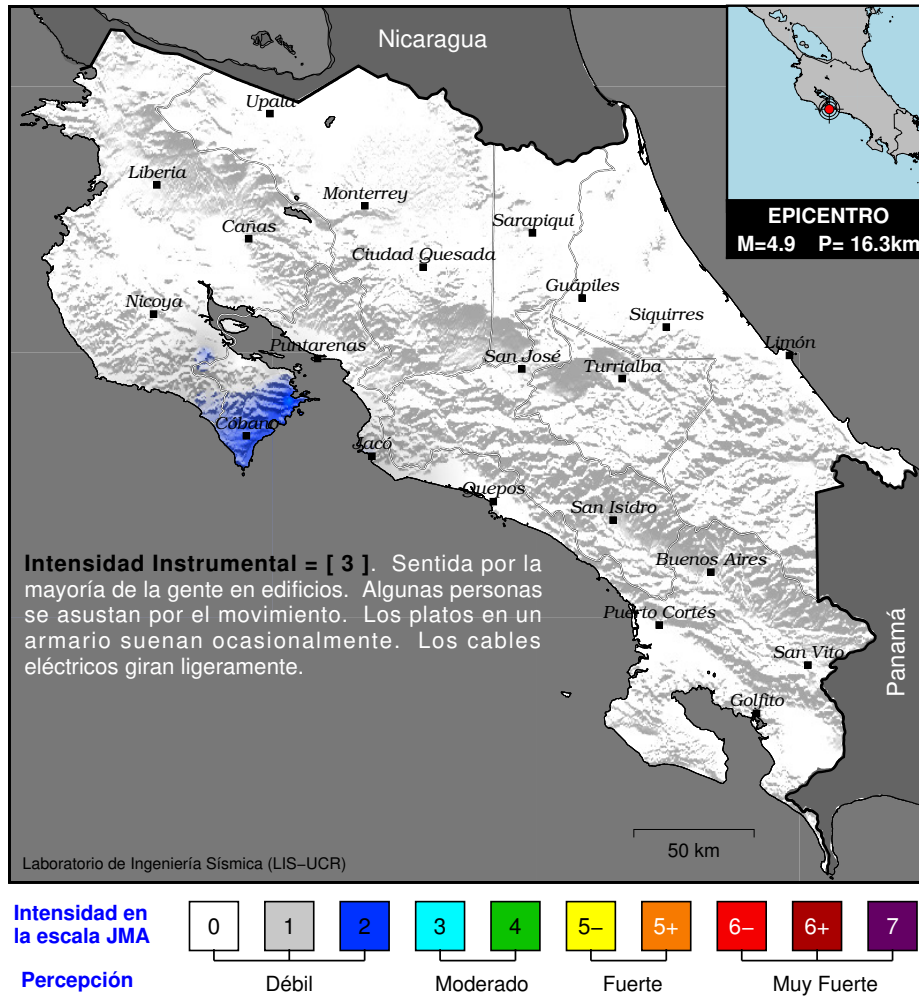 Nicaragua
Upala
Liberia
Monterrey
Cañas
Sarapiquí
EPICENTRO
M=4.9 P= 16.3km
Ciudad Quesada
Guápiles
Nicoya
Siquirres
Puntarenas
San José
Limón
Turrialba
Cóbano
Jacó
Quepos
San Isidro
Intensidad Instrumental = [ 3 ]. Sentida por la
mayoría de la gente en edificios. Algunas personas
se asustan por el movimiento. Los platos en un
armario suenan ocasionalmente. Los cables
eléctricos giran ligeramente.
Buenos Aires
Puerto Cortés
San Vito
Panamá
Golfito
50 km
Laboratorio de Ingeniería Sísmica (LIS–UCR)
Intensidad en
la escala JMA
0 1 2 3 4 5– 5+ 6– 6+ 7
Percepción
Débil Moderado Fuerte Muy Fuerte